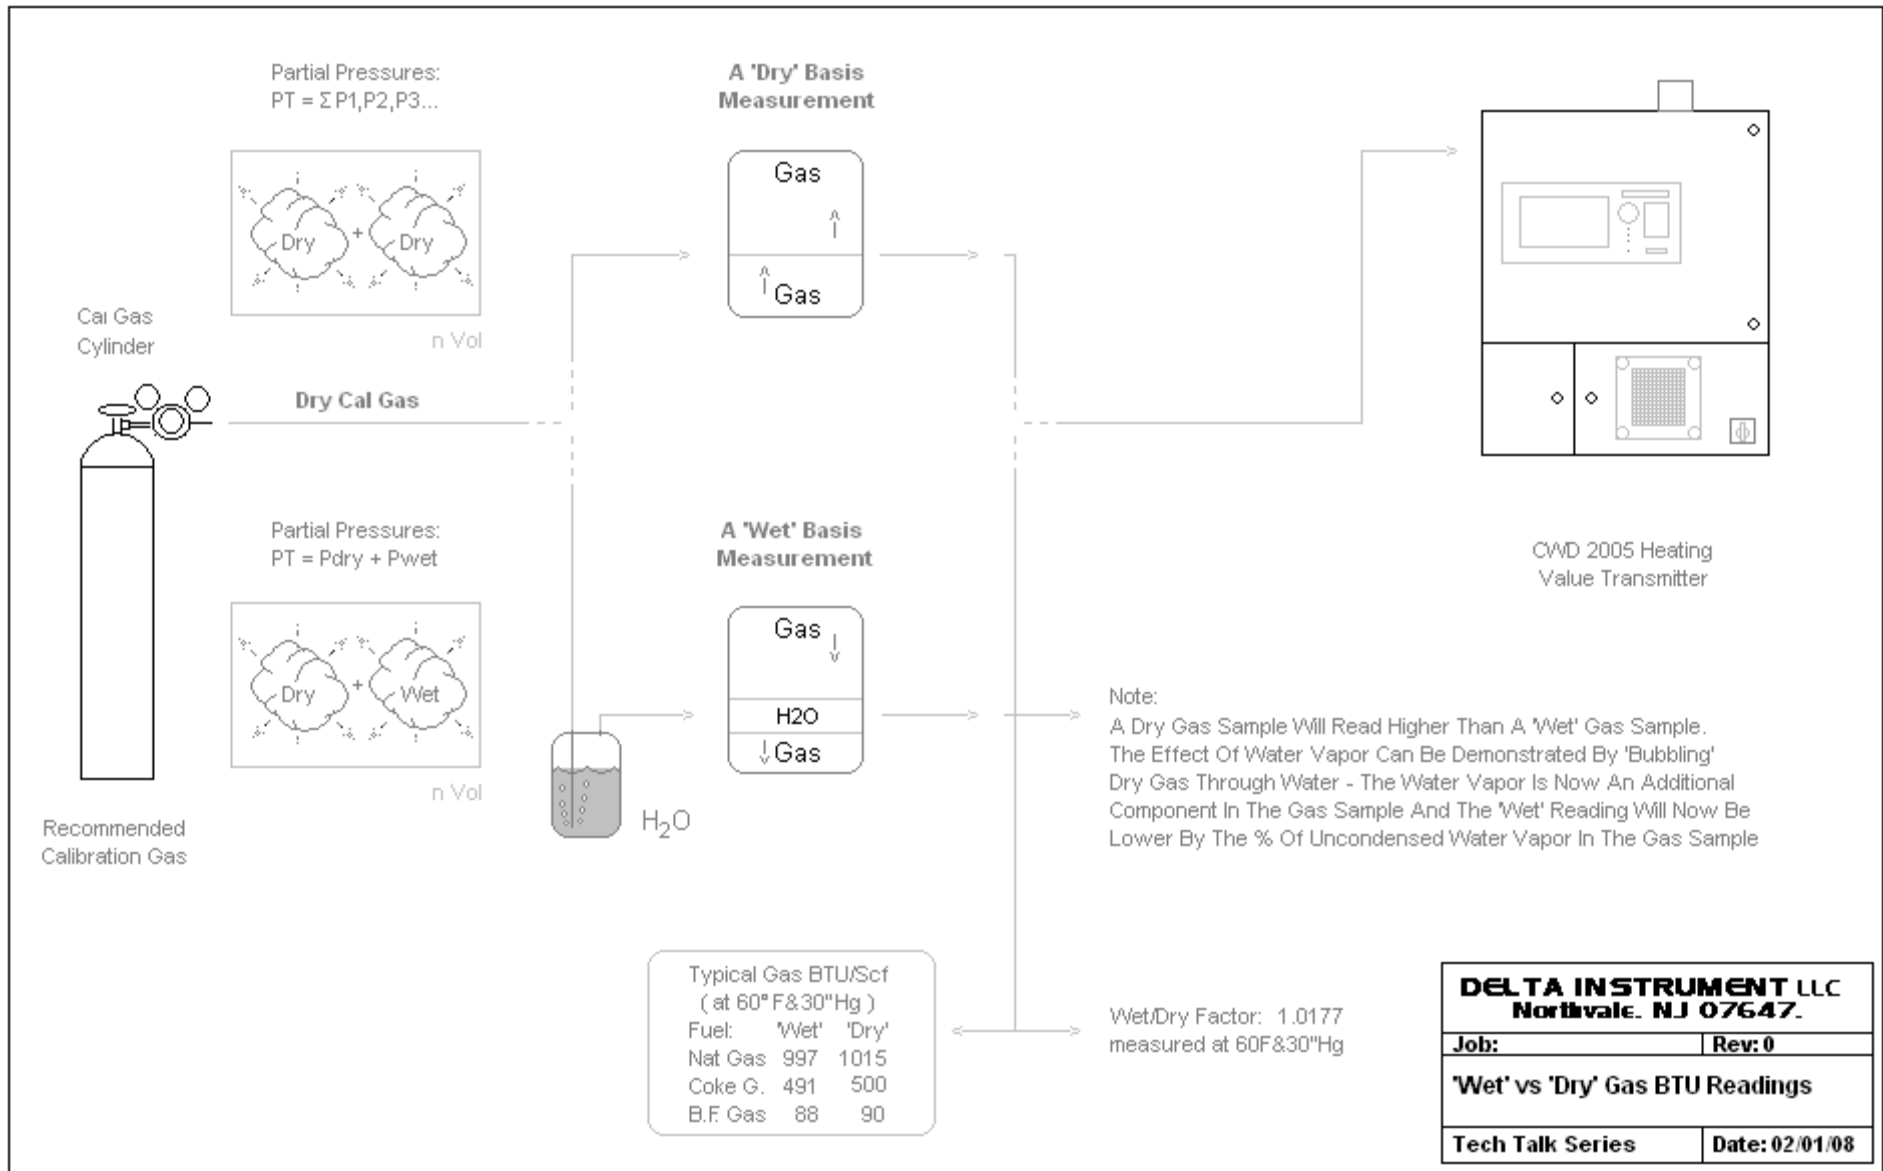 Partial Pressures:
PT = ΣP1,P2,P3...
Dry + Dry
n Vol
A 'Dry' Basis
Measurement
Gas
Gas
Cal Gas
Cylinder
Dry Cal Gas
Recommended
Calibration Gas
Partial Pressures:
PT = Pdry + Pwet
Dry + Wet
n Vol
H2O
A 'Wet' Basis
Measurement
Gas
H2O
Gas
CWD 2005 Heating
Value Transmitter
Note:
A Dry Gas Sample Will Read Higher Than A 'Wet' Gas Sample.
The Effect Of Water Vapor Can Be Demonstrated By 'Bubbling'
Dry Gas Through Water - The Water Vapor Is Now An Additional
Component In The Gas Sample And The 'Wet' Reading Will Now Be
Lower By The % Of Uncondensed Water Vapor In The Gas Sample
Typical Gas BTU/Scf
( at 60°F&30"Hg )
Fuel: 'Wet' 'Dry'
Nat Gas 997 1015
Coke G. 491 500
B.F. Gas 88 90
Wet/Dry Factor: 1.0177
measured at 60F&30"Hg
DELTA INSTRUMENT LLC
Northvale. NJ 07647.
Job: Rev: 0
'Wet' vs 'Dry' Gas BTU Readings
Tech Talk Series Date: 02/01/08